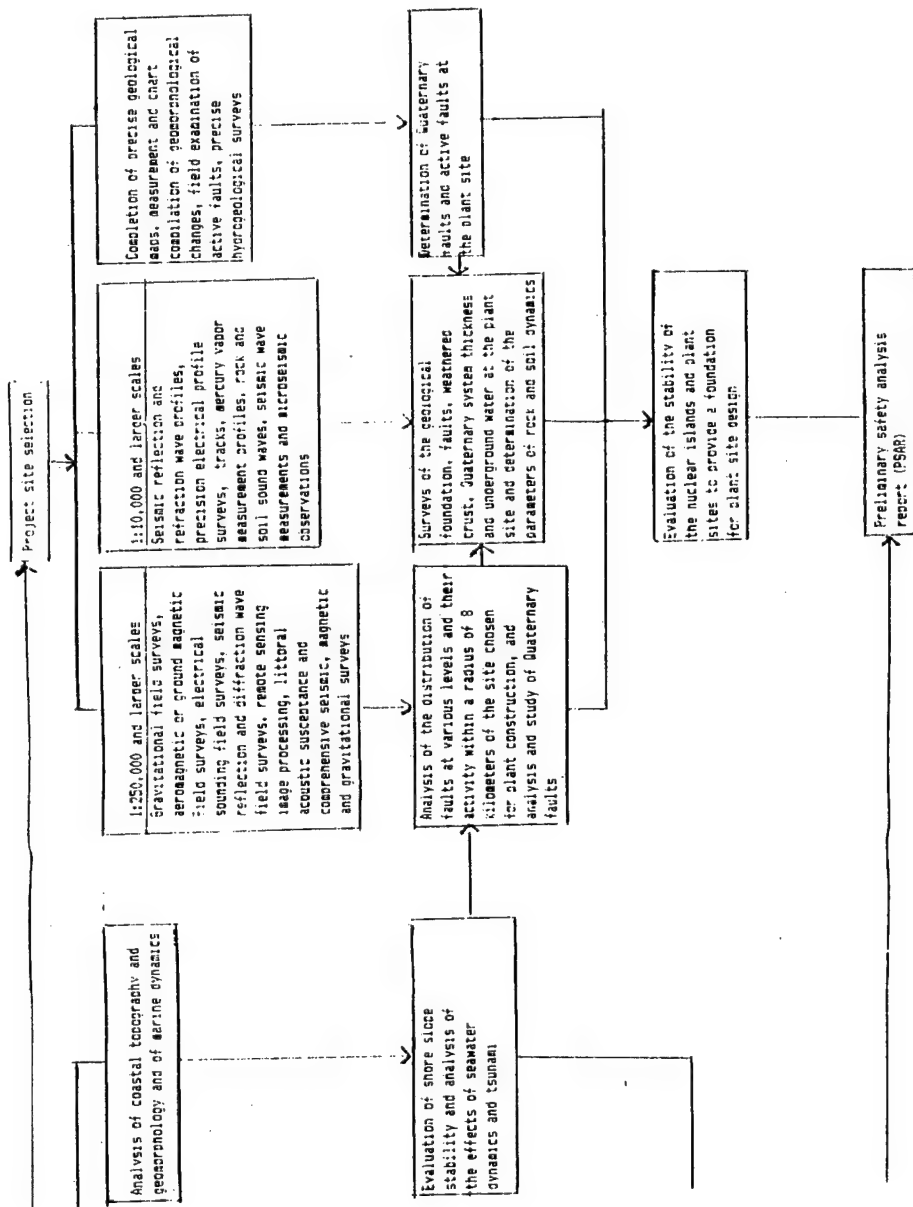 Project site selection
Analysis of coastal topography and
geomorphology and of marine dynamics
1:250,000 and larger scales
Gravitational field surveys,
aeromagnetic or ground magnetic
field surveys, electrical
sounding field surveys, seismic
reflection and diffraction wave
field surveys, remote sensing
image processing, littoral
acoustic susceptance and
comprehensive seismic, magnetic
and gravitational surveys
1:10,000 and larger scales
Seismic reflection and
refraction wave profiles,
precision electrical profile
surveys, tracks, mercury vapor
measurement profiles, rock and
soil sound waves, seismic wave
measurements and microseismic
observations
Completion of precise geological
maps, measurement and chart
compilation of geomorphological
changes, field examination of
active faults, precise
hydrogeological surveys
Evaluation of shore slope
stability and analysis of
the effects of seawater
dynamics and tsunami
Analysis of the distribution of
faults at various levels and their
activity within a radius of 8
kilometers of the site chosen
for plant construction, and
analysis and study of Quaternary
faults
Surveys of the geological
foundation, faults, weathered
crust, Quaternary system thickness
and underground water at the plant
site and determination of the
parameters of rock and soil dynamics
Determination of Quaternary
faults and active faults at
the plant site
Evaluation of the stability of
the nuclear islands and plant
sites to provide a foundation
for plant site design
Preliminary safety analysis
report (PSAR)